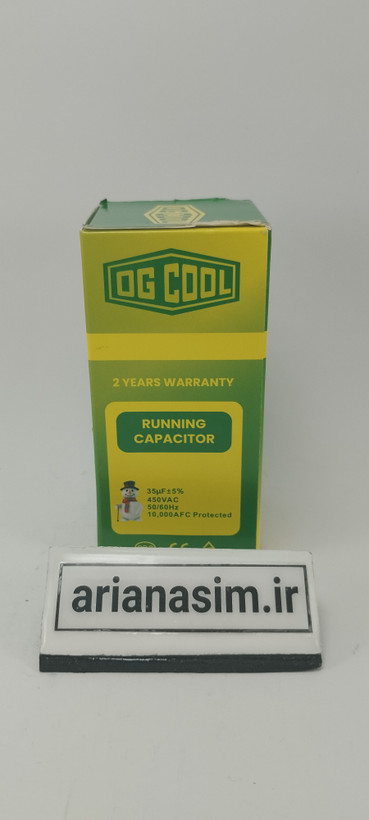 OG COOL
2 YEARS WARRANTY
RUNNING
CAPACITOR
35µF±5%
450VAC
50/60Hz
10,000AFC Protected
arianasim.ir